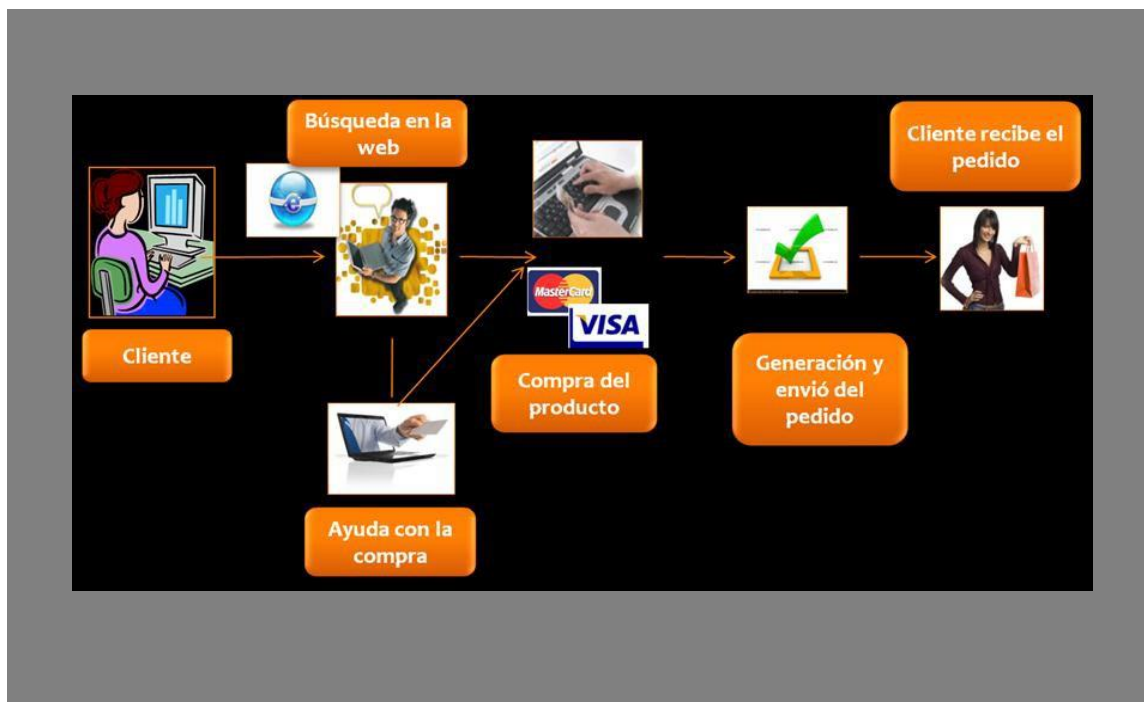 Búsqueda en la
web
Cliente recibe el
pedido
e
MasterCard
VISA
Cliente
Compra del
producto
Generación y
envió del
pedido
Ayuda con la
compra